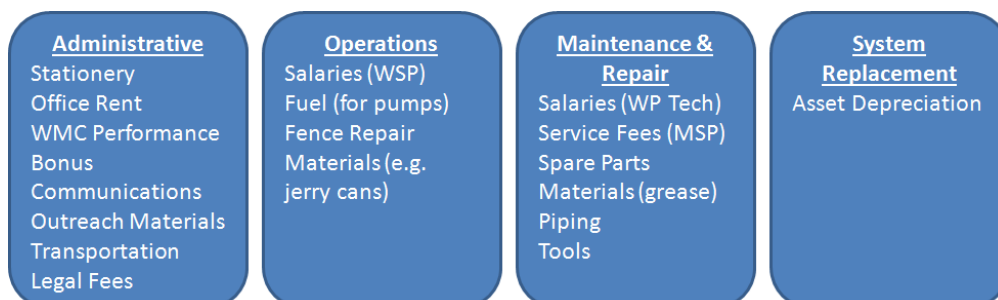 Administrative
Stationery
Office Rent
WMC Performance
Bonus
Communications
Outreach Materials
Transportation
Legal Fees
Operations
Salaries (WSP)
Fuel (for pumps)
Fence Repair
Materials (e.g.
jerry cans)
Maintenance &
Repair
Salaries (WP Tech)
Service Fees (MSP)
Spare Parts
Materials (grease)
Piping
Tools
System
Replacement
Asset Depreciation